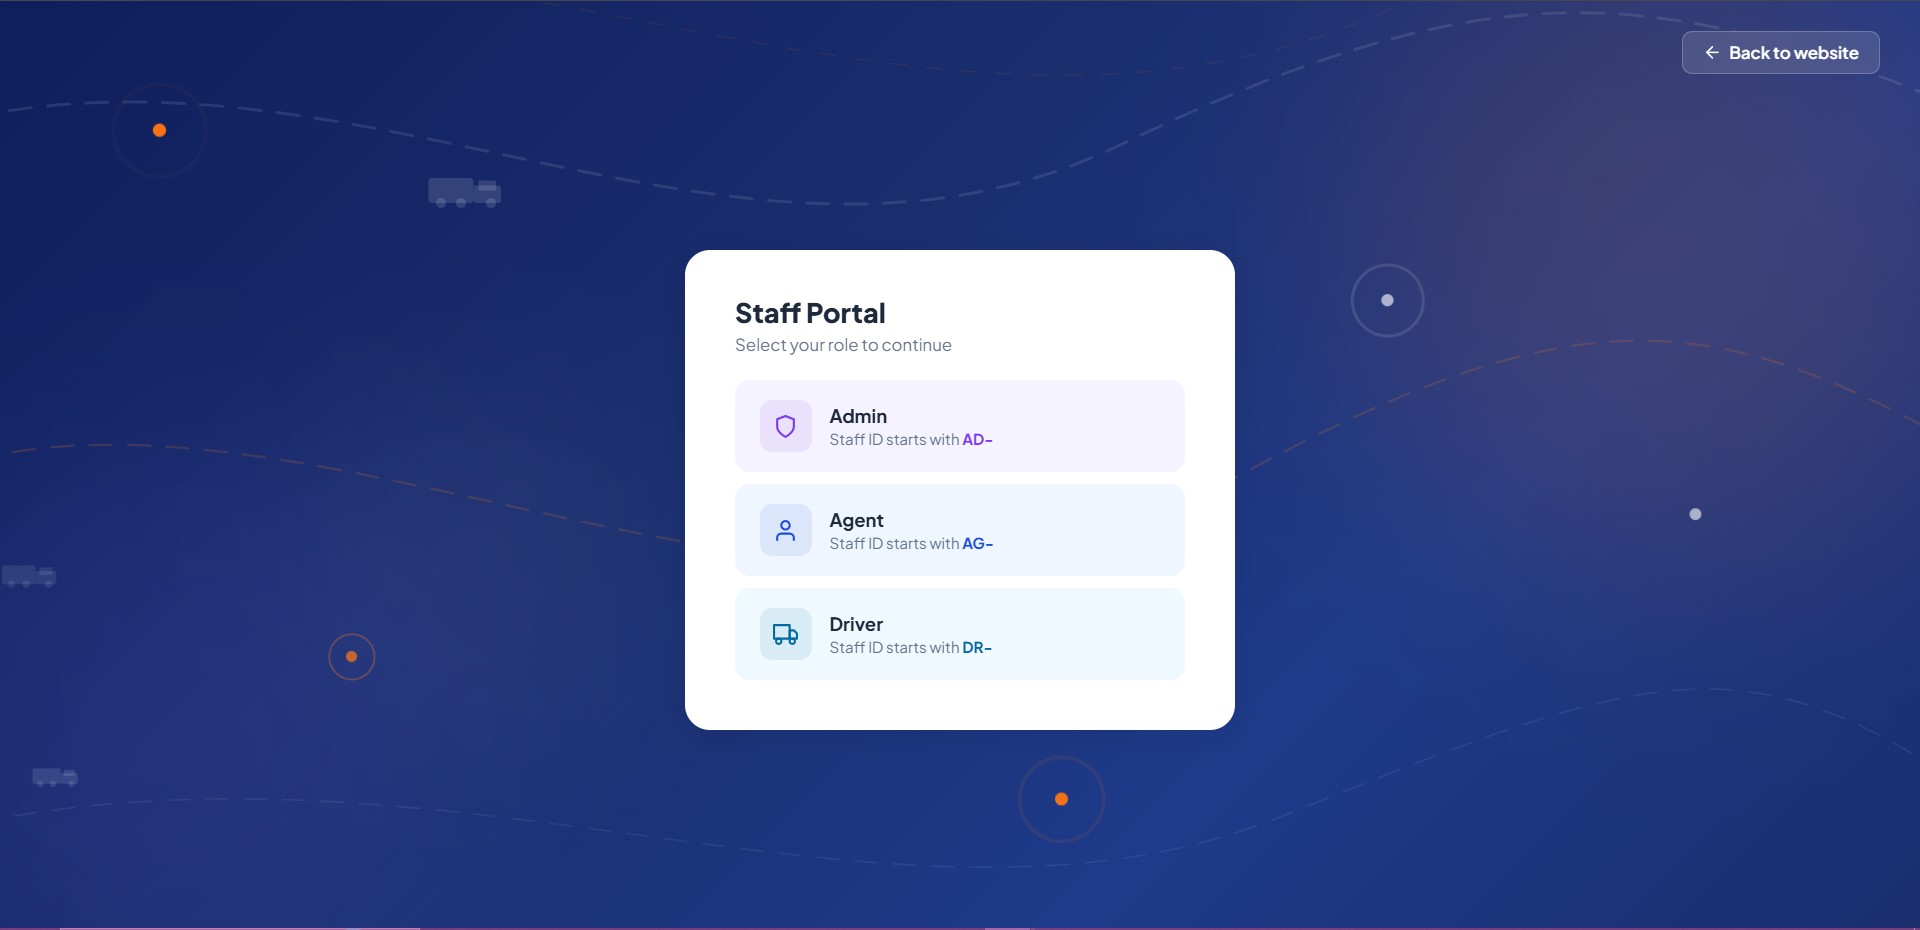 Back to website
Staff Portal
Select your role to continue
Admin
Staff ID starts with AD-
Agent
Staff ID starts with AG-
Driver
Staff ID starts with DR-